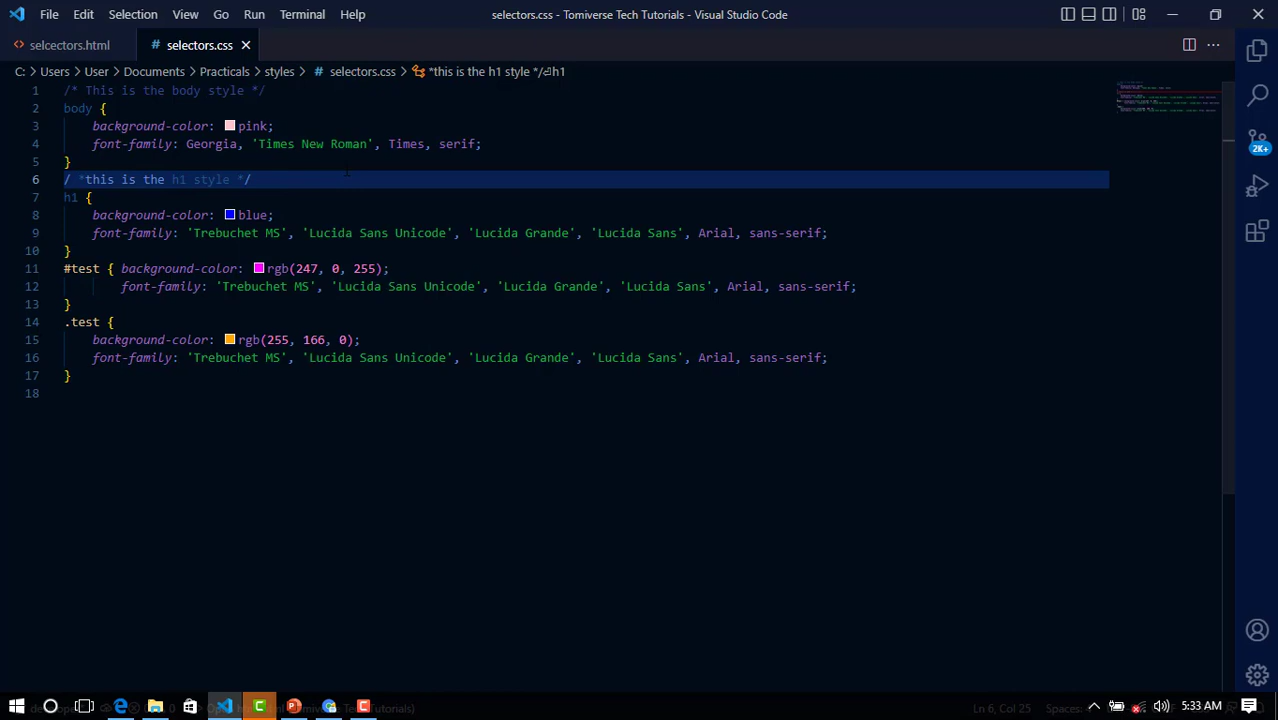 File Edit Selection View Go Run Terminal Help
selectors.css - Tomiverse Tech Tutorials - Visual Studio Code
selcectors.html
# selectors.css
C: > Users > User > Documents > Practicals > styles > # selectors.css > *this is the h1 style */⏎h1
1 /* This is the body style */
2 body {
3 background-color: pink;
4 font-family: Georgia, 'Times New Roman', Times, serif;
5 }
6 / *this is the h1 style */
7 h1 {
8 background-color: blue;
9 font-family: 'Trebuchet MS', 'Lucida Sans Unicode', 'Lucida Grande', 'Lucida Sans', Arial, sans-serif;
10 }
11 #test { background-color: rgb(247, 0, 255);
12 font-family: 'Trebuchet MS', 'Lucida Sans Unicode', 'Lucida Grande', 'Lucida Sans', Arial, sans-serif;
13 }
14 .test {
15 background-color: rgb(255, 166, 0);
16 font-family: 'Trebuchet MS', 'Lucida Sans Unicode', 'Lucida Grande', 'Lucida Sans', Arial, sans-serif;
17 }
18
2K+
Tomiverse Tech Tutorials)
Ln 6, Col 25
Spaces:
5:33 AM